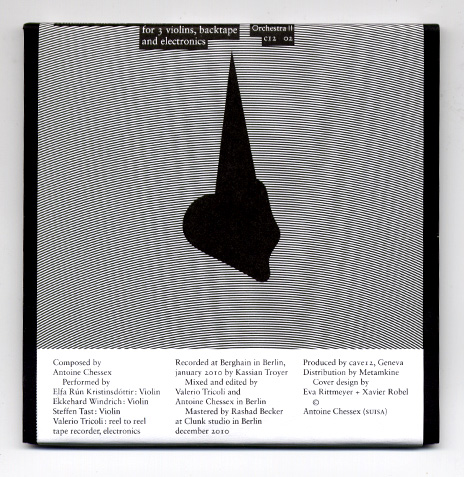 for 3 violins, backtape
and electronics
Orchestra II
c12 02
Composed by
Antoine Chessex
Performed by
Elfa Rún Kristinsdóttir: Violin
Ekkehard Windrich: Violin
Steffen Tast: Violin
Valerio Tricoli: reel to reel
tape recorder, electronics
Recorded at Berghain in Berlin,
january 2010 by Kassian Troyer
Mixed and edited by
Valerio Tricoli and
Antoine Chessex in Berlin
Mastered by Rashad Becker
at Clunk studio in Berlin
december 2010
Produced by cave12, Geneva
Distribution by Metamkine
Cover design by
Eva Rittmeyer + Xavier Robel
©
Antoine Chessex (SUISA)